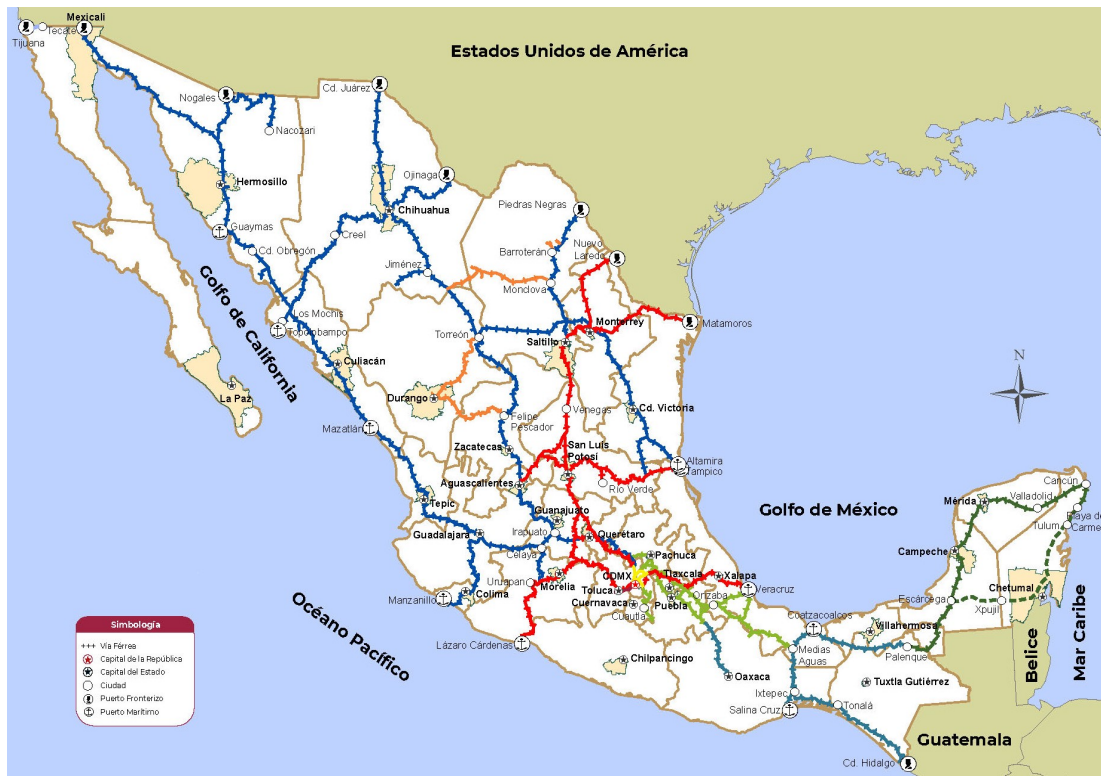 Mexicali
Tecate
Tijuana
Estados Unidos de América
Nogales
Cd. Juárez
Nacozari
Ojinaga
Hermosillo
Chihuahua
Piedras Negras
Guaymas
Creel
Nuevo
Laredo
Cd. Obregón
Barroterán
Jiménez
Monclova
Golfo de California
Los Mochis
Topolobampo
Monterrey
Matamoros
Torreón
Saltillo
Culiacán
N
La Paz
Durango
Venegas
Cd. Victoria
Felipe
Pescador
Mazatlán
Zacatecas
San Luis
Potosí
Altamira
Tampico
Aguascalientes
Río Verde
Cancún
Mérida
Valladolid
Tepic
Guanajuato
Golfo de México
Playa del
Carmen
Tulum
Guadalajara
Irapuato
Querétaro
Campeche
Celaya
Pachuca
CDMX
Tlaxcala
Xalapa
Uruapan
Morelia
Toluca
Orizaba
Veracruz
Chetumal
Manzanillo
Colima
Cuernavaca
Puebla
Escárcega
Xpujil
Océano Pacífico
Cuautla
Coatzacoalcos
Villahermosa
Simbología
Vía Férrea
Capital de la República
Capital del Estado
Ciudad
Puerto Fronterizo
Puerto Marítimo
Lázaro Cárdenas
Medias
Aguas
Palenque
Belice
Mar Caribe
Chilpancingo
Oaxaca
Tuxtla Gutiérrez
Ixtepec
Salina Cruz
Tonalá
Guatemala
Cd. Hidalgo